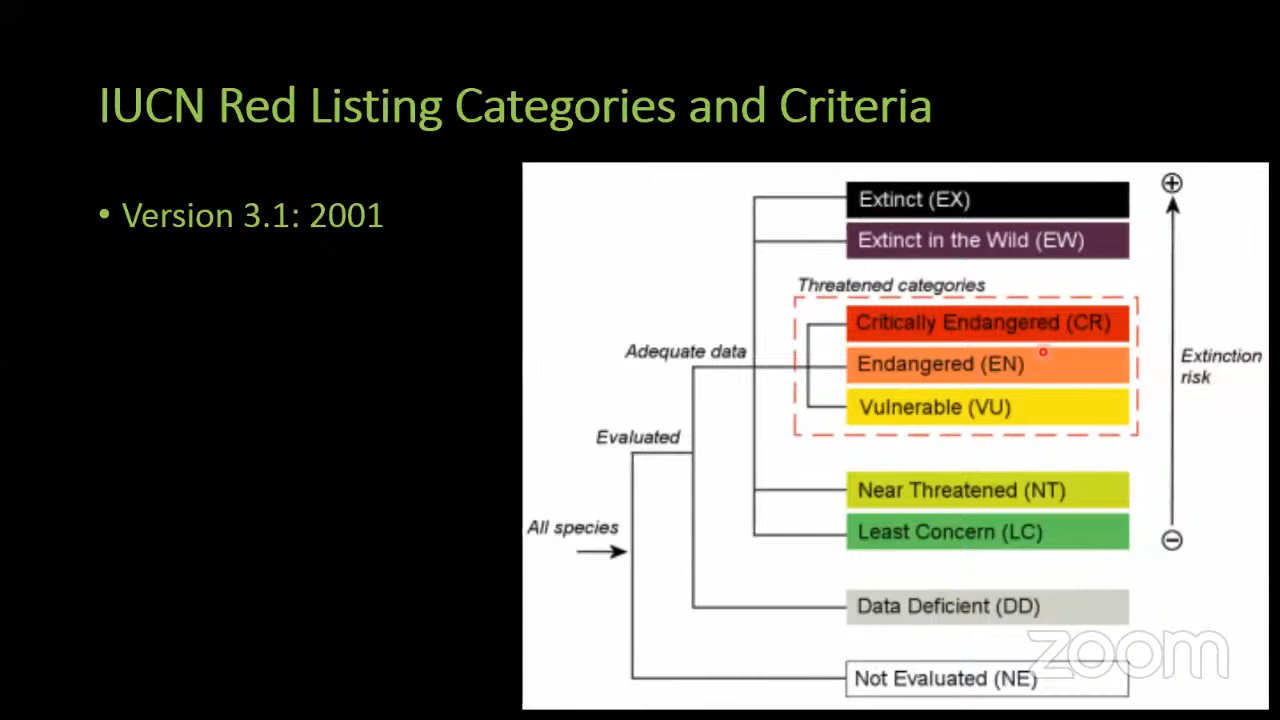 IUCN Red Listing Categories and Criteria
• Version 3.1: 2001
Extinct (EX)
Extinct in the Wild (EW)
Threatened categories
Critically Endangered (CR)
Adequate data
Endangered (EN)
Extinction
risk
Vulnerable (VU)
Evaluated
Near Threatened (NT)
All species
Least Concern (LC)
Data Deficient (DD)
Not Evaluated (NE)
zoom